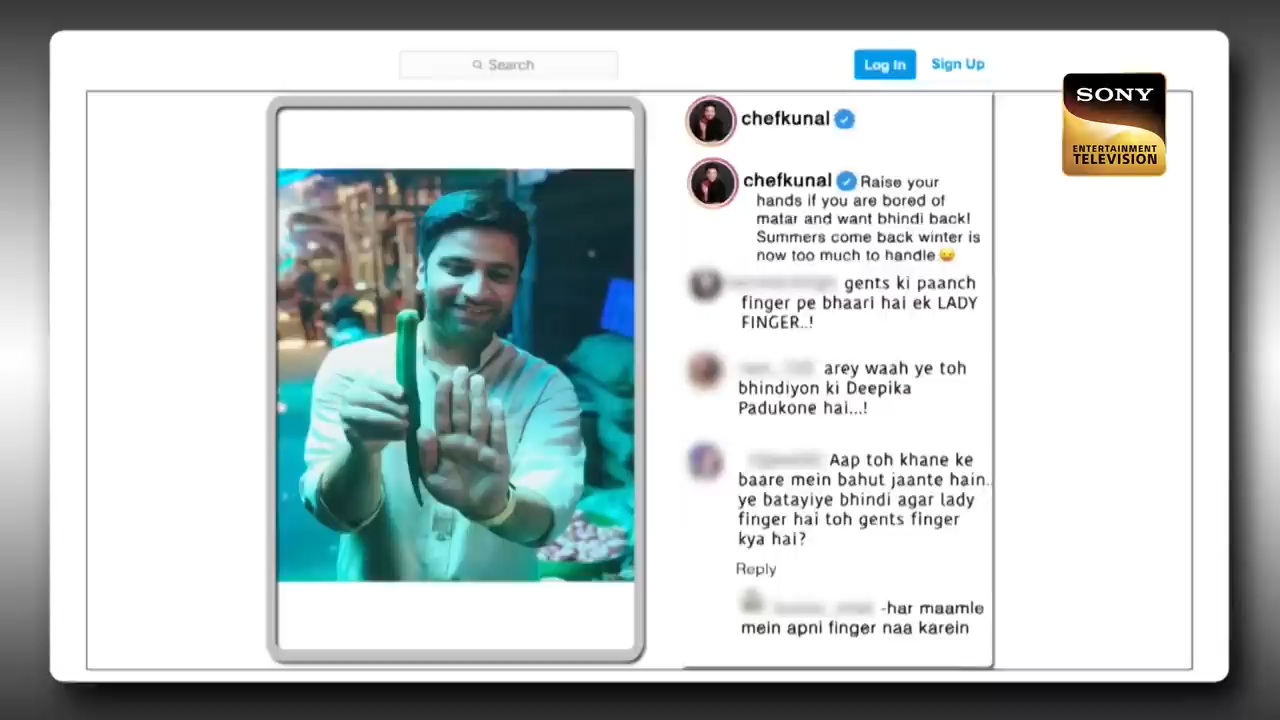 Search
Log In
Sign Up
SONY
ENTERTAINMENT
TELEVISION
chefkunal
chefkunal Raise your
hands if you are bored of
matar and want bhindi back!
Summers come back winter is
now too much to handle 😄
gents ki paanch
finger pe bhaari hai ek LADY
FINGER..!
arey waah ye toh
bhindiyon ki Deepika
Padukone hai...!
Aap toh khane ke
baare mein bahut jaante hain..
ye batayiye bhindi agar lady
finger hai toh gents finger
kya hai?
Reply
-har maamle
mein apni finger naa karein